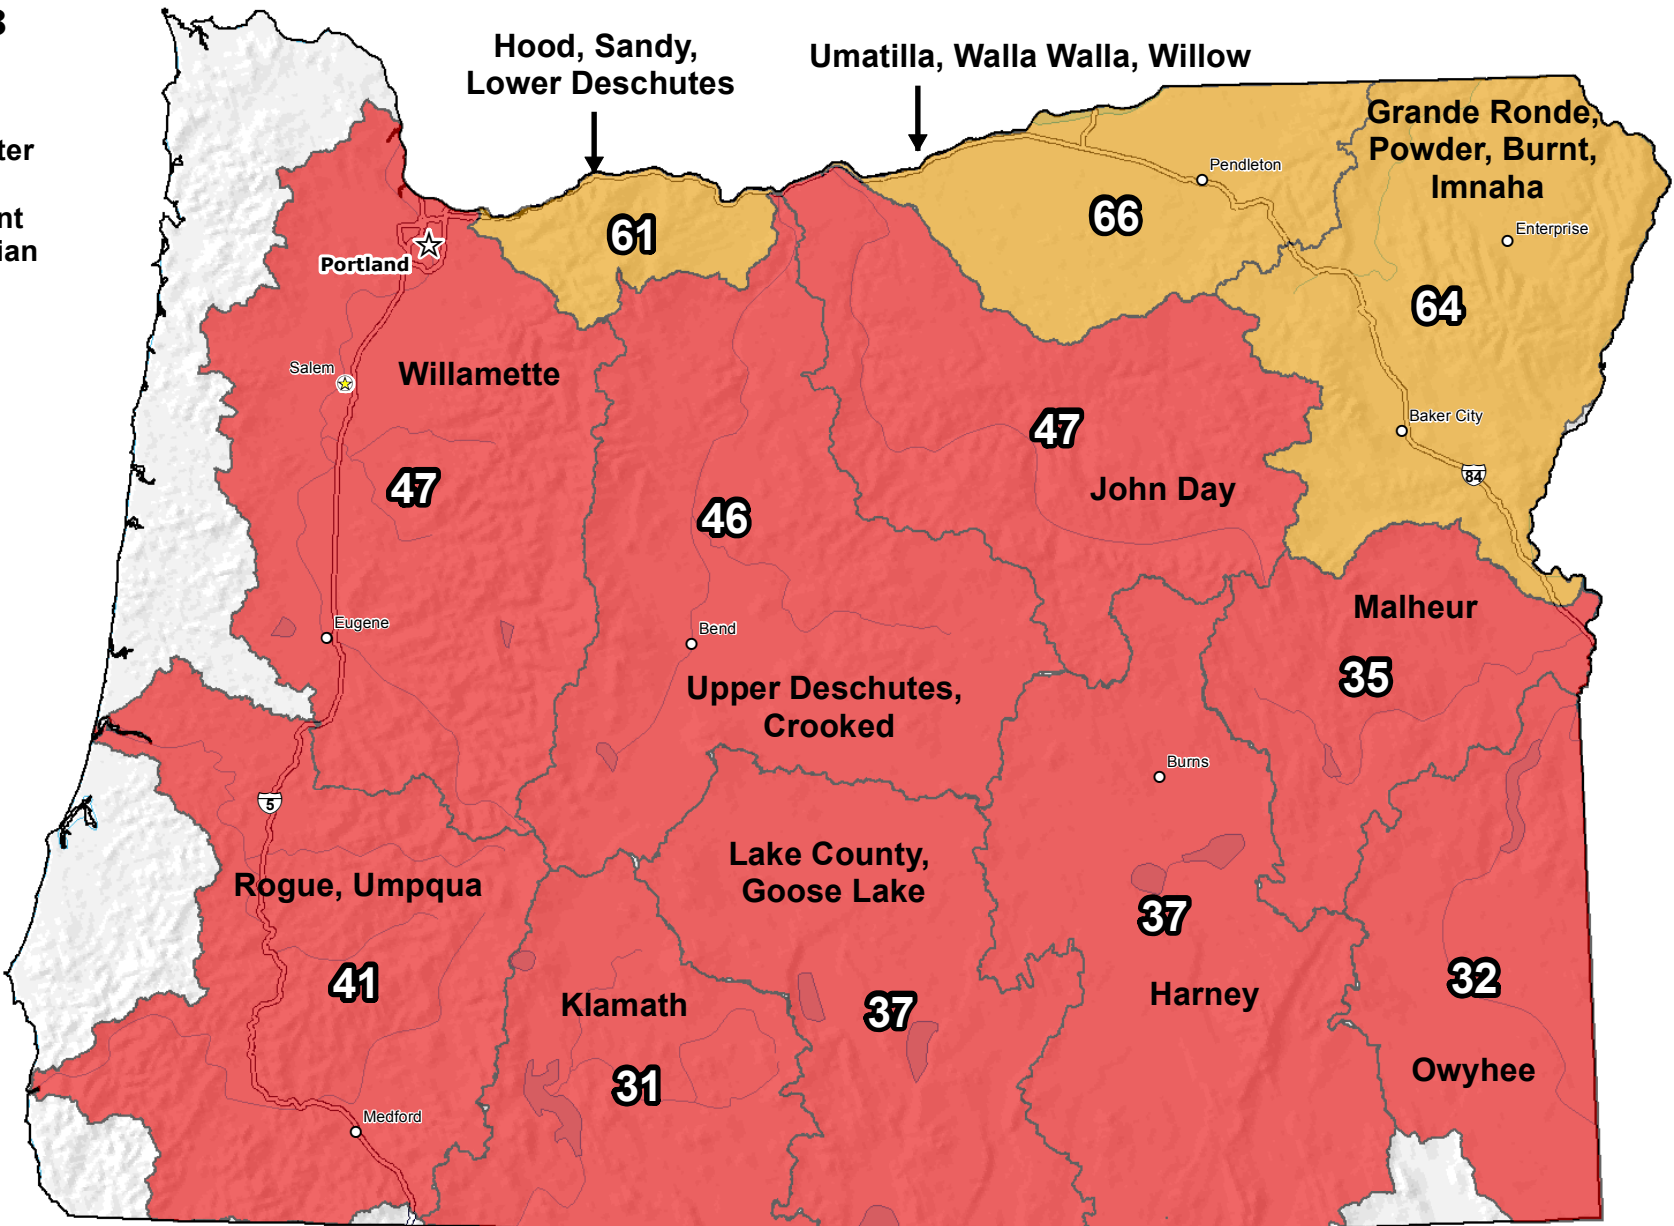 Hood, Sandy,
Lower Deschutes
Umatilla, Walla Walla, Willow
Grande Ronde,
Powder, Burnt,
Imnaha
Pendleton
Enterprise
66
61
64
Portland
Salem
Willamette
47
47
John Day
Baker City
84
46
Eugene
Bend
Malheur
35
Upper Deschutes,
Crooked
Burns
5
Lake County,
Goose Lake
Rogue, Umpqua
37
41
Klamath
37
Harney
32
31
Owyhee
Medford